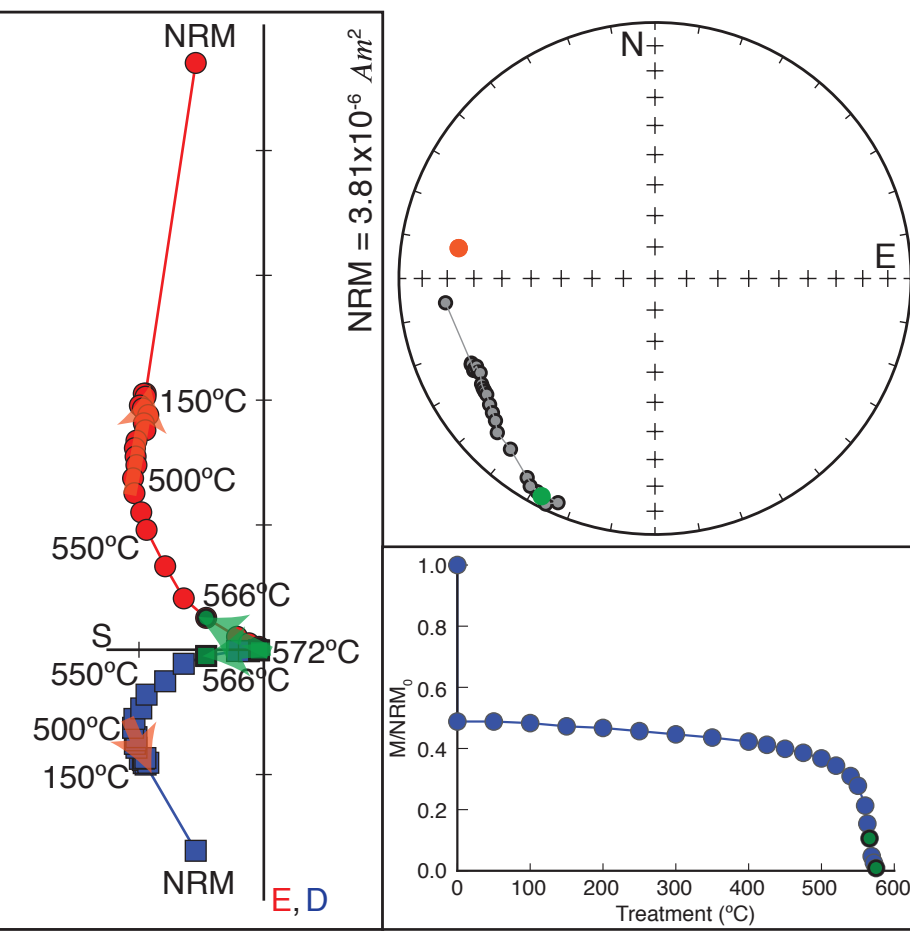 NRM
150ºC
500ºC
550ºC
566ºC
S
572ºC
550ºC
566ºC
500ºC
150ºC
NRM
E, D
NRM = 3.81x10⁻⁶ Am²
N
E
1.0
0.8
0.6
0.4
0.2
0.0
M/NRM₀
0 100 200 300 400 500 600
Treatment (ºC)